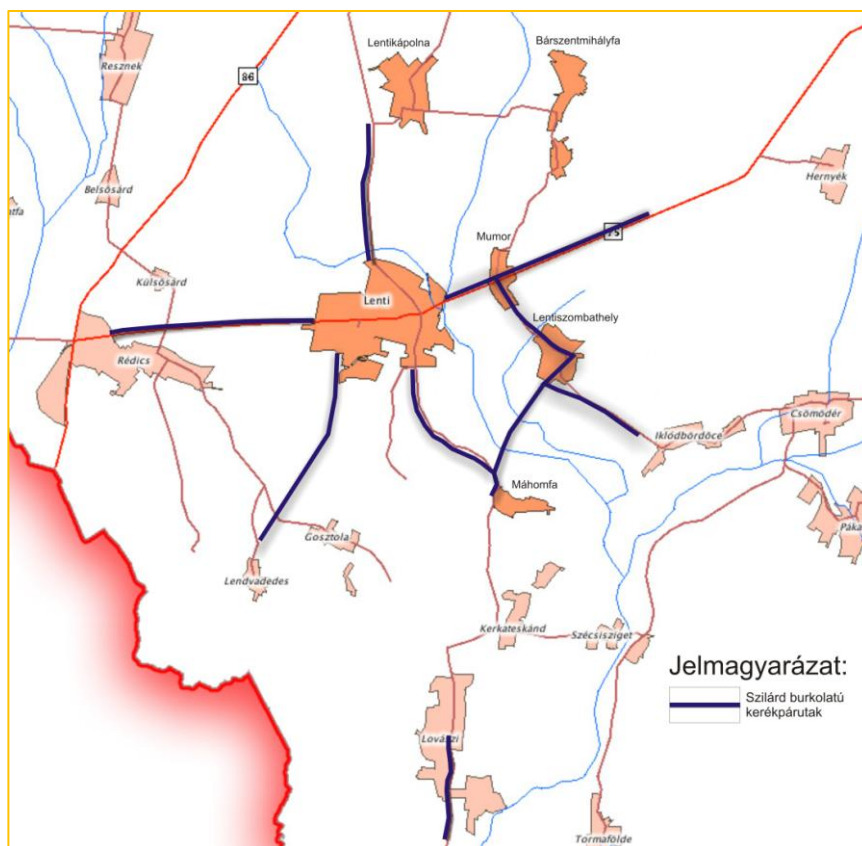 Lentikápolna
Bárszentmihályfa
Resznek
86
Belsősárd
Hernyék
75
Mumor
Külsősárd
Lenti
Lentiszombathely
Rédics
Csömödér
Iklódbördőce
Máhomfa
Páka
Gosztola
Lendvadedes
Kerkateskánd
Szécsisziget
Jelmagyarázat:
Szilárd burkolatú
kerékpárutak
Lovászi
Tormafölde